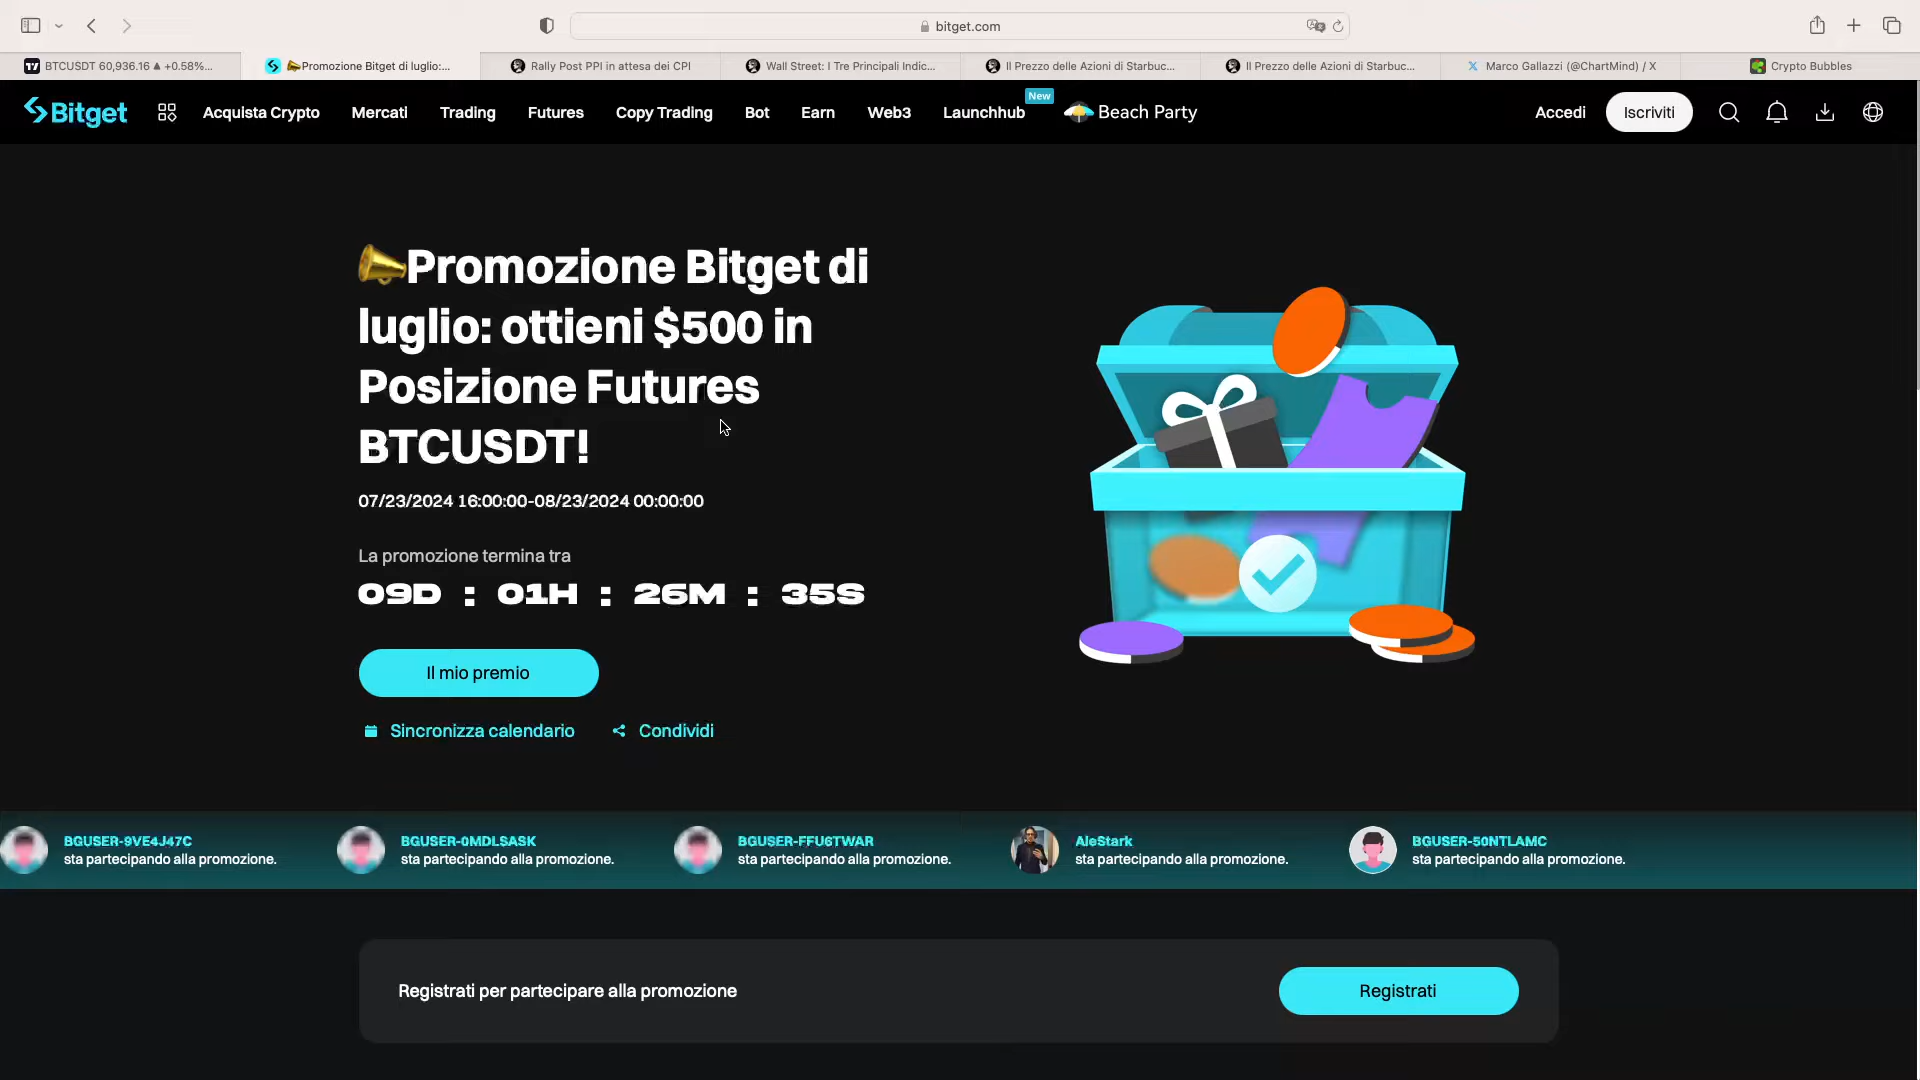 bitget.com
BTCUSDT 60,936.16 ▲ +0.58%...
Promozione Bitget di luglio:...
Rally Post PPI in attesa dei CPI
Wall Street: I Tre Principali Indic...
Il Prezzo delle Azioni di Starbuc...
Il Prezzo delle Azioni di Starbuc...
Marco Gallazzi (@ChartMind) / X
Crypto Bubbles
Bitget
Acquista Crypto
Mercati
Trading
Futures
Copy Trading
Bot
Earn
Web3
Launchhub
New
Beach Party
Accedi
Iscriviti
Promozione Bitget di
luglio: ottieni $500 in
Posizione Futures
BTCUSDT!
07/23/2024 16:00:00-08/23/2024 00:00:00
La promozione termina tra
09D : 01H : 26M : 35S
Il mio premio
Sincronizza calendario
Condividi
BGUSER-9VE4J47C
sta partecipando alla promozione.
BGUSER-0MDLSASK
sta partecipando alla promozione.
BGUSER-FFU6TWAR
sta partecipando alla promozione.
AleStark
sta partecipando alla promozione.
BGUSER-50NTLAMC
sta partecipando alla promozione.
Registrati per partecipare alla promozione
Registrati